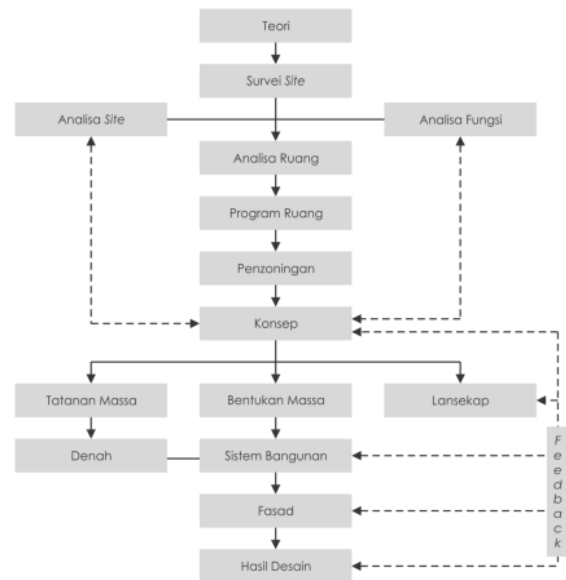 Teori
Survei Site
Analisa Site
Analisa Fungsi
Analisa Ruang
Program Ruang
Penzoningan
Konsep
Tatanan Massa
Bentukan Massa
Lansekap
Denah
Sistem Bangunan
Feedback
Fasad
Hasil Desain